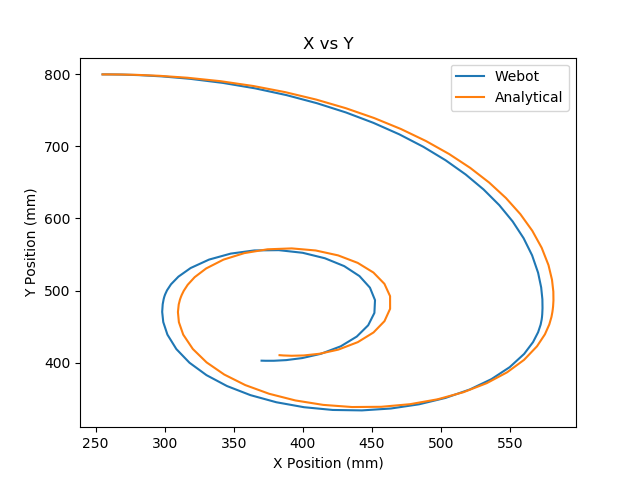 X vs Y
Webot
Analytical
Y Position (mm)
800
700
600
500
400
250 300 350 400 450 500 550
X Position (mm)